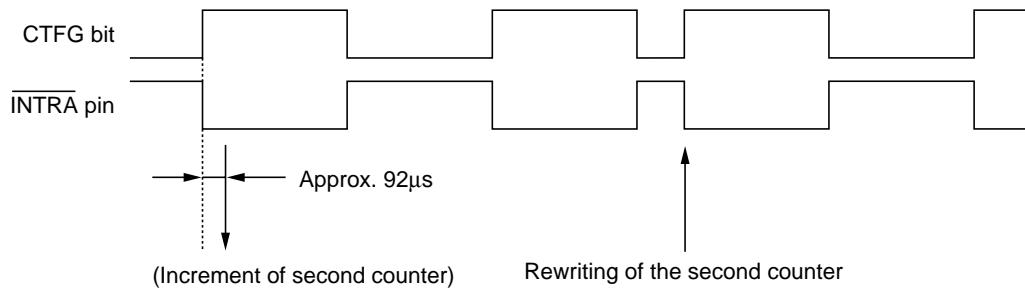 CTFG bit
INTRA pin
Approx. 92μs
(Increment of second counter)
Rewriting of the second counter